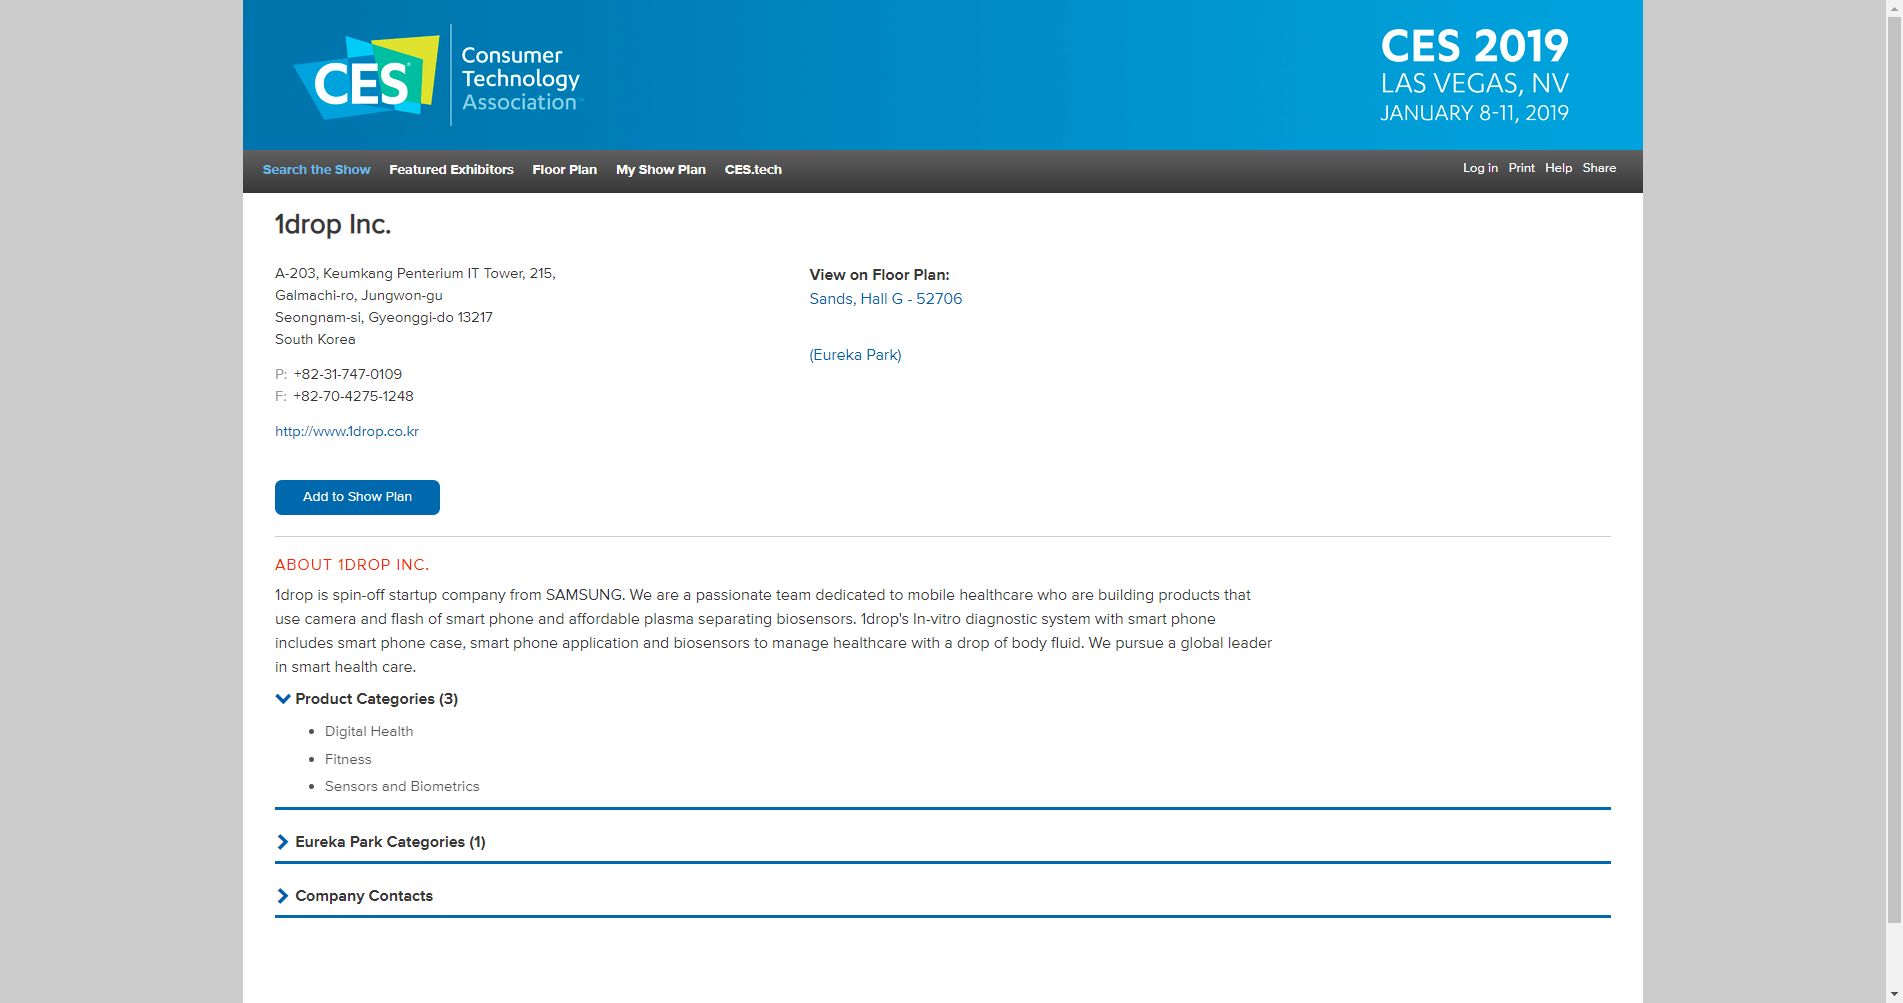 CES
Consumer
Technology
Association
CES 2019
LAS VEGAS, NV
JANUARY 8-11, 2019
Search the Show Featured Exhibitors Floor Plan My Show Plan CES.tech
Log in Print Help Share
1drop Inc.
A-203, Keumkang Penterium IT Tower, 215,
Galmachi-ro, Jungwon-gu
Seongnam-si, Gyeonggi-do 13217
South Korea
P: +82-31-747-0109
F: +82-70-4275-1248
http://www.1drop.co.kr
View on Floor Plan:
Sands, Hall G - 52706
(Eureka Park)
Add to Show Plan
ABOUT 1DROP INC.
1drop is spin-off startup company from SAMSUNG. We are a passionate team dedicated to mobile healthcare who are building products that
use camera and flash of smart phone and affordable plasma separating biosensors. 1drop's In-vitro diagnostic system with smart phone
includes smart phone case, smart phone application and biosensors to manage healthcare with a drop of body fluid. We pursue a global leader
in smart health care.
Product Categories (3)
• Digital Health
• Fitness
• Sensors and Biometrics
Eureka Park Categories (1)
Company Contacts